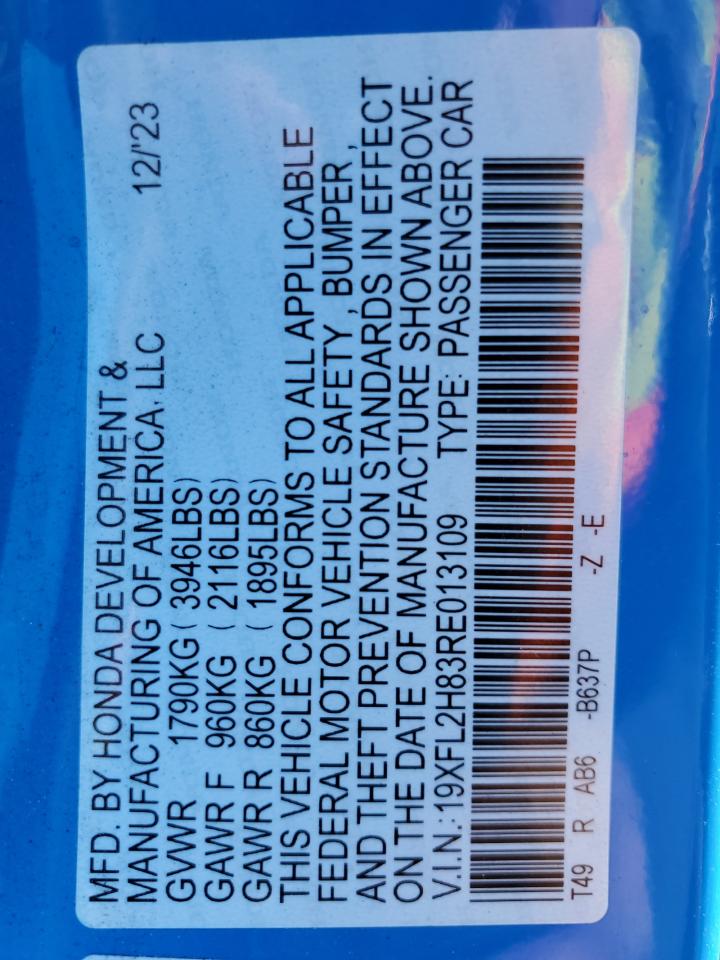 MFD. BY HONDA DEVELOPMENT &
MANUFACTURING OF AMERICA, LLC 12/'23
GVWR 1790KG ( 3946LBS)
GAWR F 960KG ( 2116LBS)
GAWR R 860KG ( 1895LBS)
THIS VEHICLE CONFORMS TO ALL APPLICABLE
FEDERAL MOTOR VEHICLE SAFETY , BUMPER ,
AND THEFT PREVENTION STANDARDS IN EFFECT
ON THE DATE OF MANUFACTURE SHOWN ABOVE.
V.I.N.: 19XFL2H83RE013109 TYPE: PASSENGER CAR
T49 R AB6 -B637P -Z -E